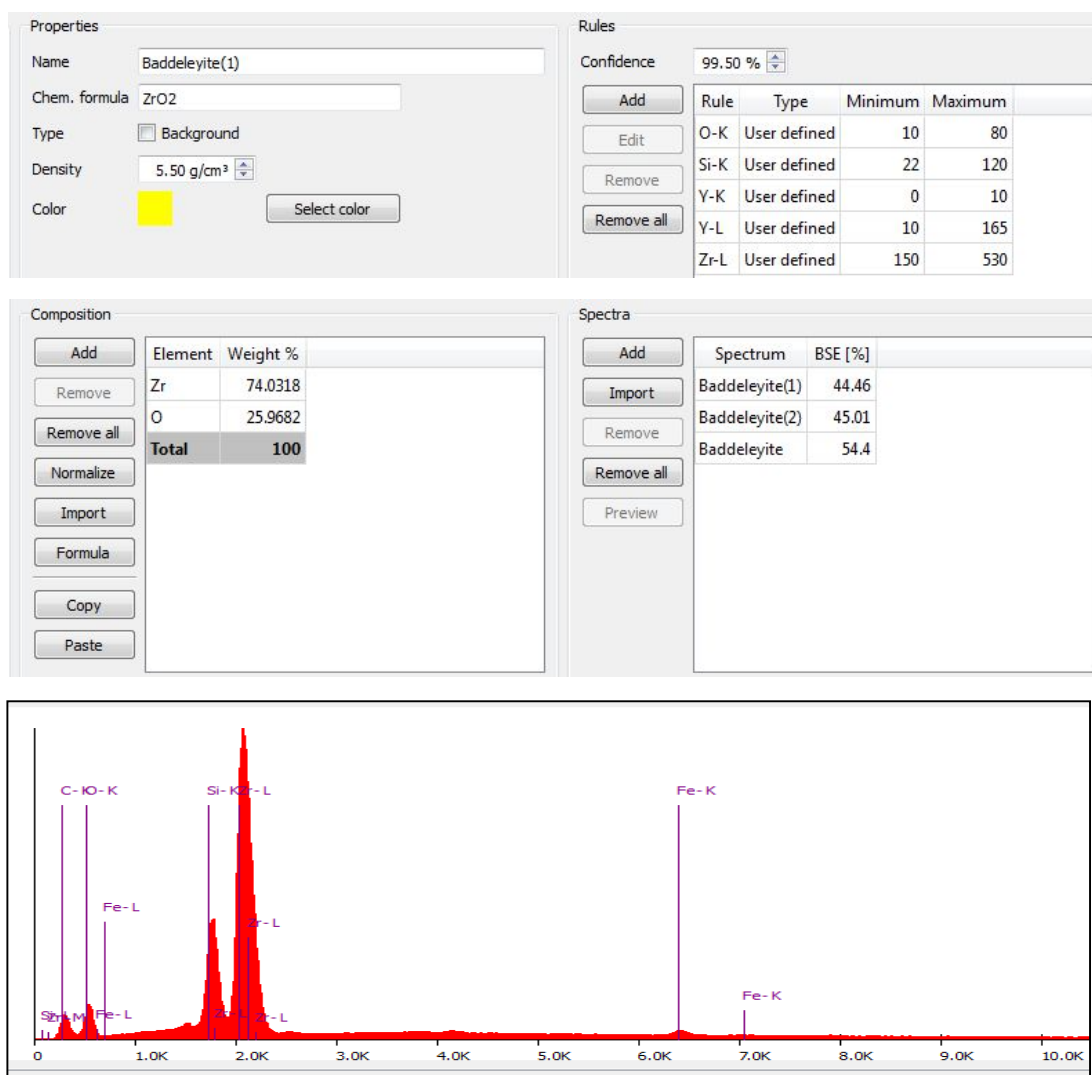 Properties
Name Baddeleyite(1)
Chem. formula ZrO2
Type Background
Density 5.50 g/cm³
Color Select color
Rules
Confidence 99.50 %
Add
Edit
Remove
Remove all
Rule Type Minimum Maximum
O-K User defined 10 80
Si-K User defined 22 120
Y-K User defined 0 10
Y-L User defined 10 165
Zr-L User defined 150 530
Composition
Add
Remove
Remove all
Normalize
Import
Formula
Copy
Paste
Element Weight %
Zr 74.0318
O 25.9682
Total 100
Spectra
Add
Import
Remove
Remove all
Preview
Spectrum BSE [%]
Baddeleyite(1) 44.46
Baddeleyite(2) 45.01
Baddeleyite 54.4
C-K O-K Si-K Zr-L Fe-K
Fe-L
Zr-L
Fe-K
Fe-L Zr-L
0 1.0K 2.0K 3.0K 4.0K 5.0K 6.0K 7.0K 8.0K 9.0K 10.0K